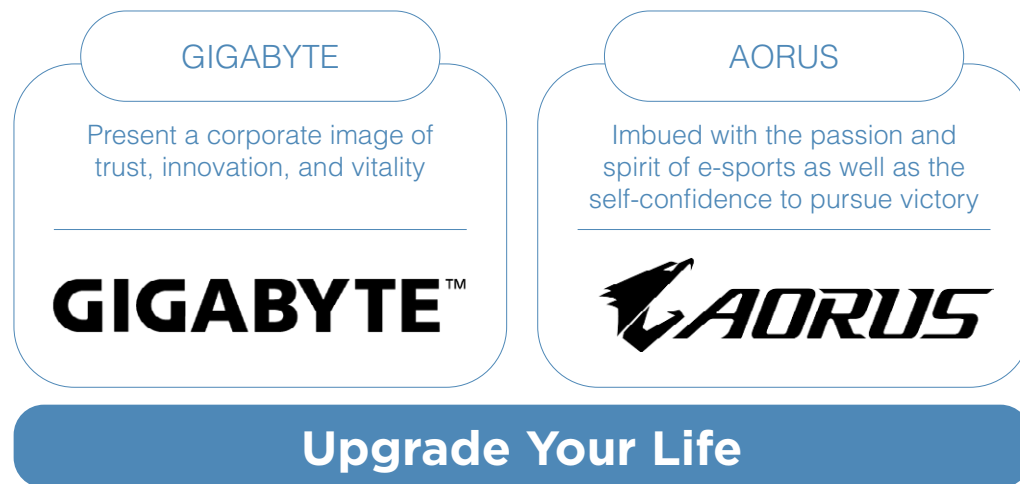 GIGABYTE
Present a corporate image of
trust, innovation, and vitality
GIGABYTE™
AORUS
Imbued with the passion and
spirit of e-sports as well as the
self-confidence to pursue victory
AORUS
Upgrade Your Life